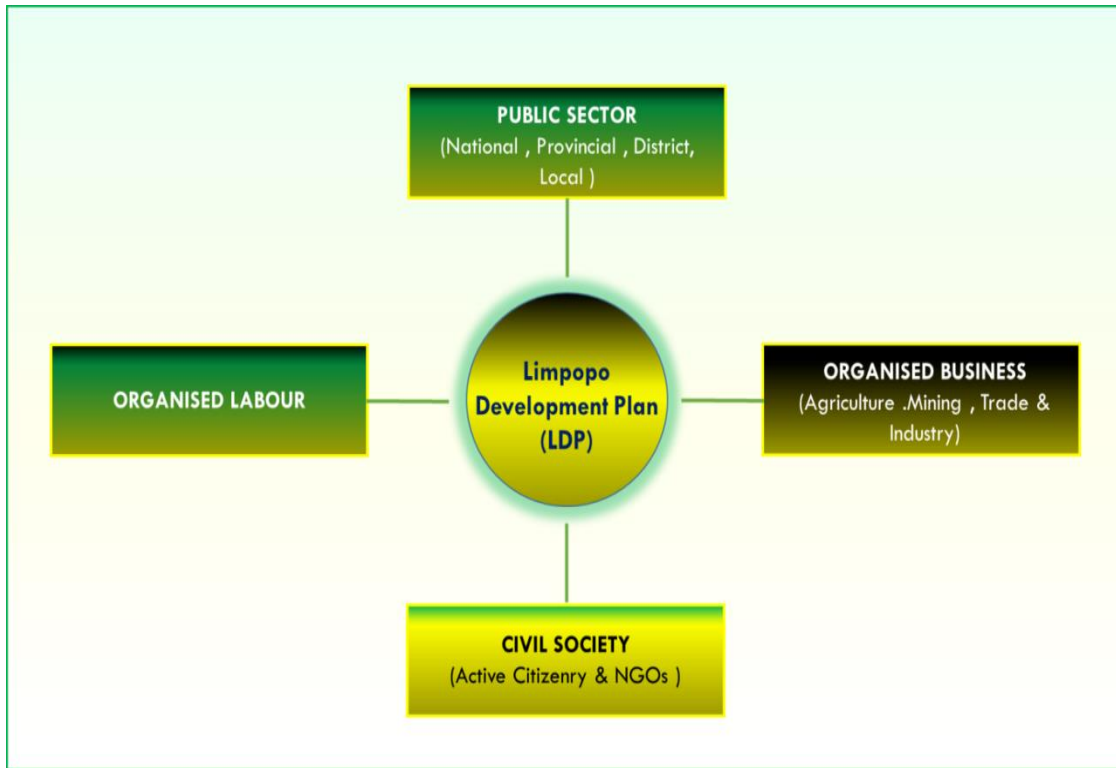 PUBLIC SECTOR
(National , Provincial , District,
Local )
ORGANISED LABOUR
Limpopo
Development Plan
(LDP)
ORGANISED BUSINESS
(Agriculture .Mining , Trade &
Industry)
CIVIL SOCIETY
(Active Citizenry & NGOs )